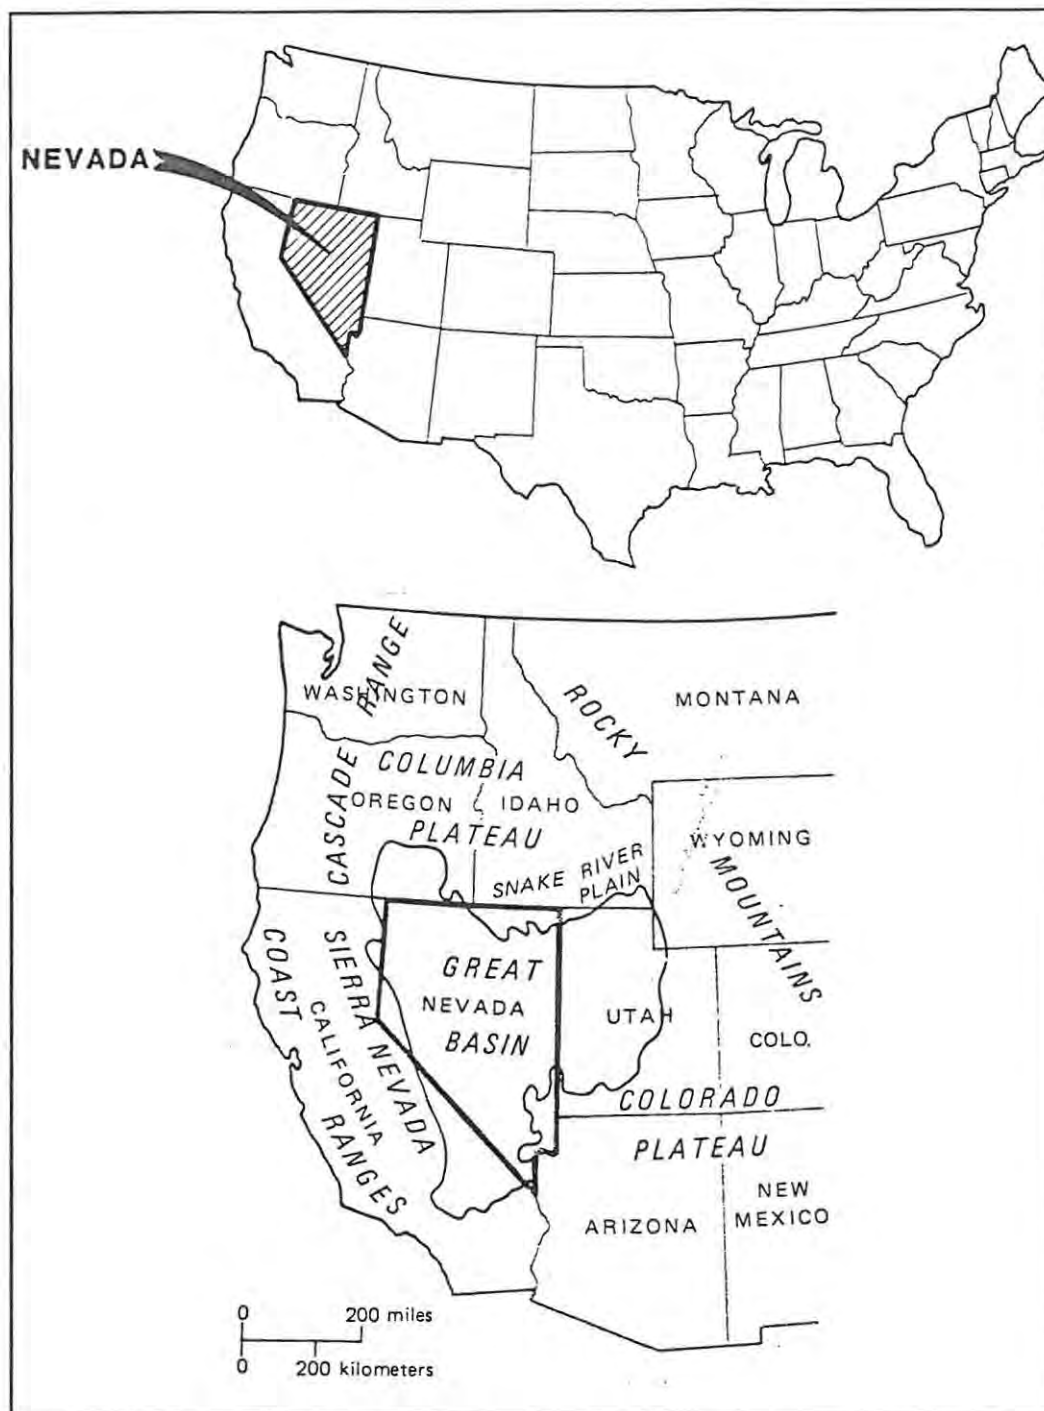 NEVADA
CASCADE RANGE
WASHINGTON
ROCKY MOUNTAINS
MONTANA
COLUMBIA
OREGON
IDAHO
PLATEAU
WYOMING
SNAKE RIVER
PLAIN
COAST RANGES
SIERRA NEVADA
CALIFORNIA
GREAT
NEVADA
BASIN
UTAH
COLO.
COLORADO
PLATEAU
ARIZONA
NEW
MEXICO
0 200 miles
0 200 kilometers